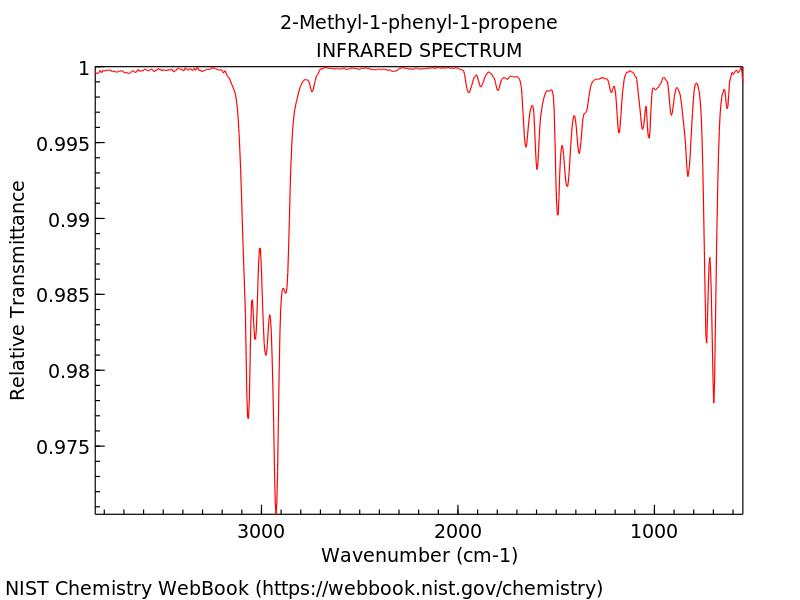 2-Methyl-1-phenyl-1-propene
INFRARED SPECTRUM
1
0.995
0.99
0.985
0.98
0.975
Relative Transmittance
3000 2000 1000
Wavenumber (cm-1)
NIST Chemistry WebBook (https://webbook.nist.gov/chemistry)